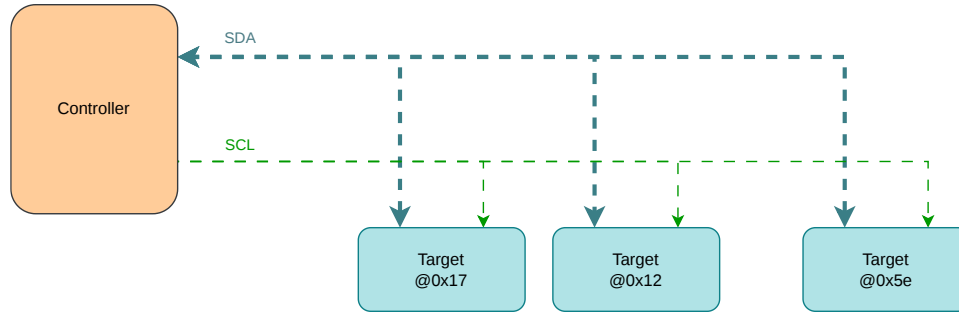 SDA
Controller
SCL
Target
@0x17
Target
@0x12
Target
@0x5e